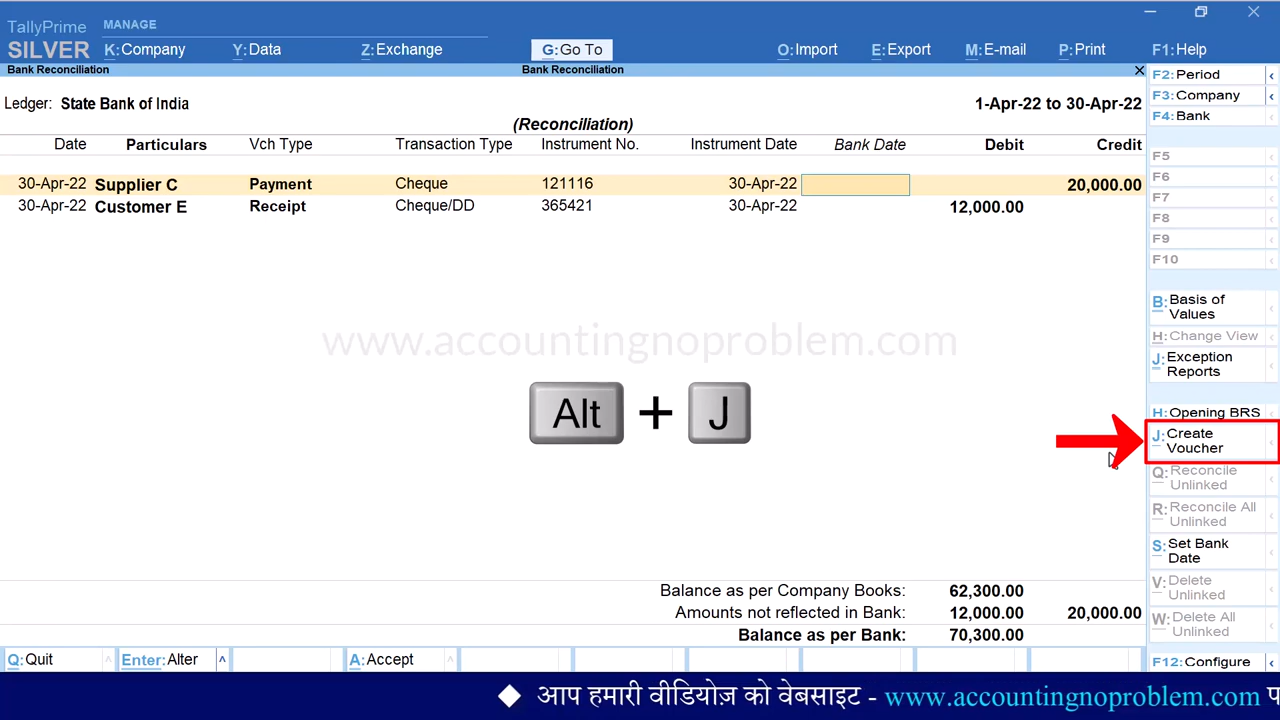 TallyPrime
MANAGE
SILVER K:Company Y:Data Z:Exchange G:Go To O:Import E:Export M:E-mail P:Print F1:Help
Bank Reconciliation Bank Reconciliation
Ledger: State Bank of India 1-Apr-22 to 30-Apr-22
(Reconciliation)
Date Particulars Vch Type Transaction Type Instrument No. Instrument Date Bank Date Debit Credit
30-Apr-22 Supplier C Payment Cheque 121116 30-Apr-22 20,000.00
30-Apr-22 Customer E Receipt Cheque/DD 365421 30-Apr-22 12,000.00
www.accountingnoproblem.com
Alt + J
Balance as per Company Books: 62,300.00
Amounts not reflected in Bank: 12,000.00 20,000.00
Balance as per Bank: 70,300.00
F2: Period
F3: Company
F4: Bank
F5
F6
F7
F8
F9
F10
B: Basis of
Values
H: Change View
J: Exception
Reports
H: Opening BRS
J: Create
Voucher
Q: Reconcile
Unlinked
R: Reconcile All
Unlinked
S: Set Bank
Date
V: Delete
Unlinked
W: Delete All
Unlinked
F12: Configure
Q:Quit Enter:Alter A:Accept
◆ आप हमारी वीडियोज़ को वेबसाइट - www.accountingnoproblem.com प